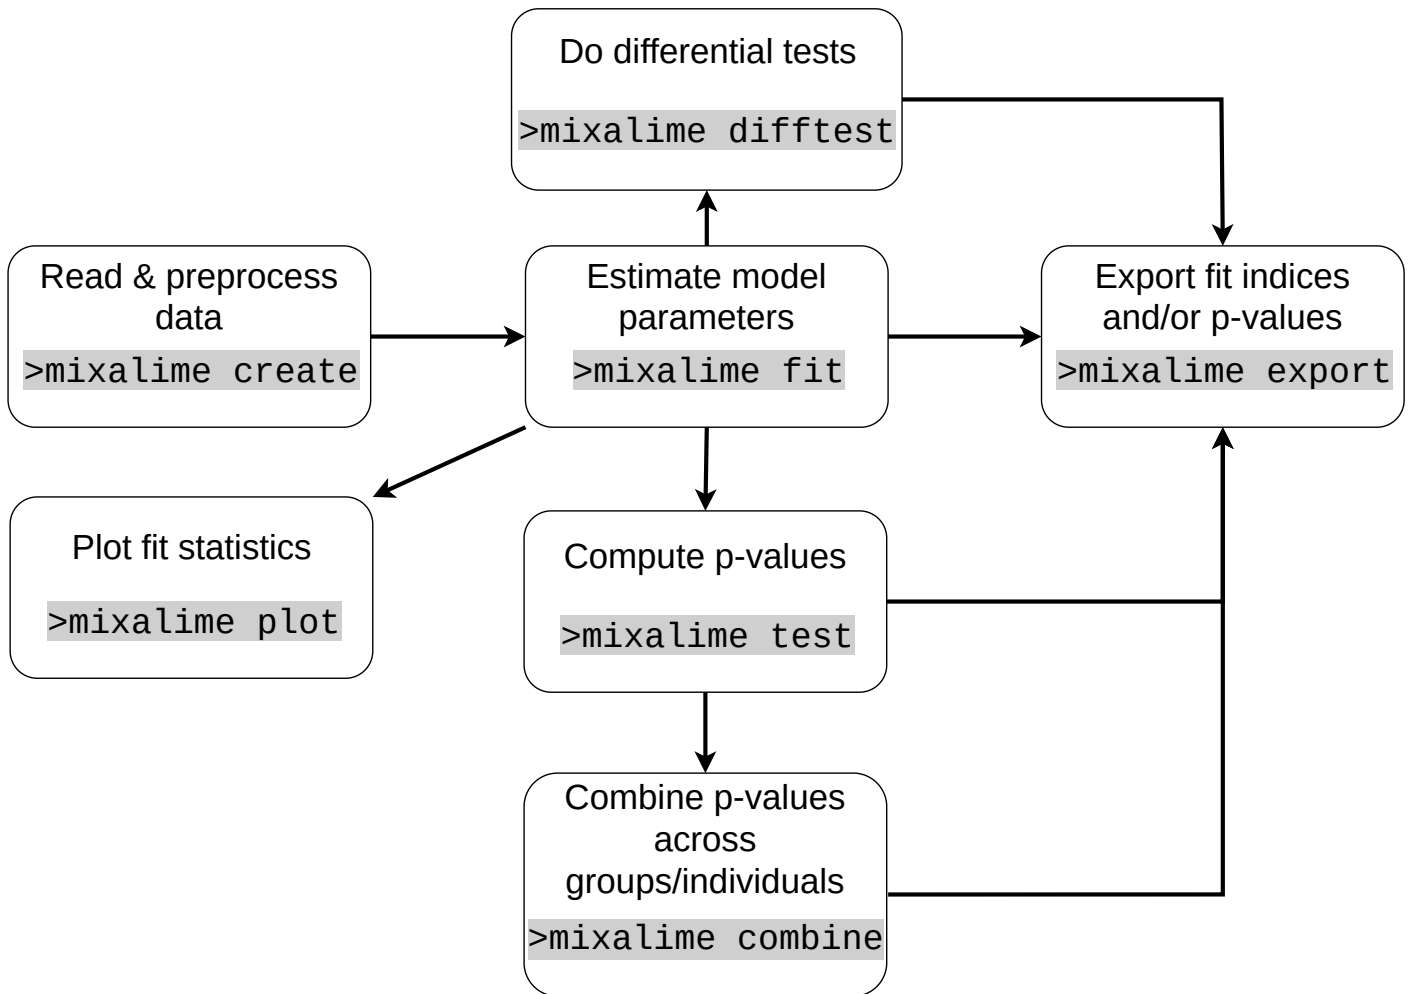 Do differential tests
>mixalime difftest
Read & preprocess
data
>mixalime create
Estimate model
parameters
>mixalime fit
Export fit indices
and/or p-values
>mixalime export
Plot fit statistics
>mixalime plot
Compute p-values
>mixalime test
Combine p-values
across
groups/individuals
>mixalime combine